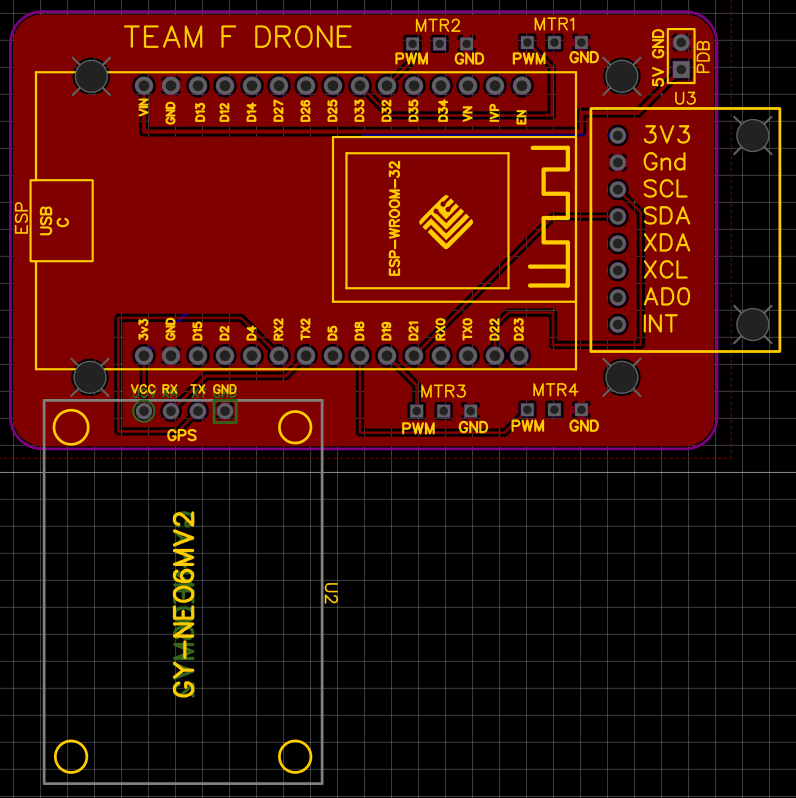 TEAM F DRONE
MTR2
MTR1
PWM
GND
PWM
GND
5V GND
PDB
U3
VIN
GND
D13
D12
D14
D27
D26
D25
D33
D32
D35
D34
VN
IVP
EN
3V3
Gnd
SCL
SDA
XDA
XCL
AD0
INT
ESP
USB
C
ESP-WROOM-32
3v3
GND
D15
D2
D4
RX2
TX2
D5
D18
D19
D21
RX0
TX0
D22
D23
VCC RX TX GND
GPS
MTR3
MTR4
PWM
GND
PWM
GND
GY-NEO6MV2
U2